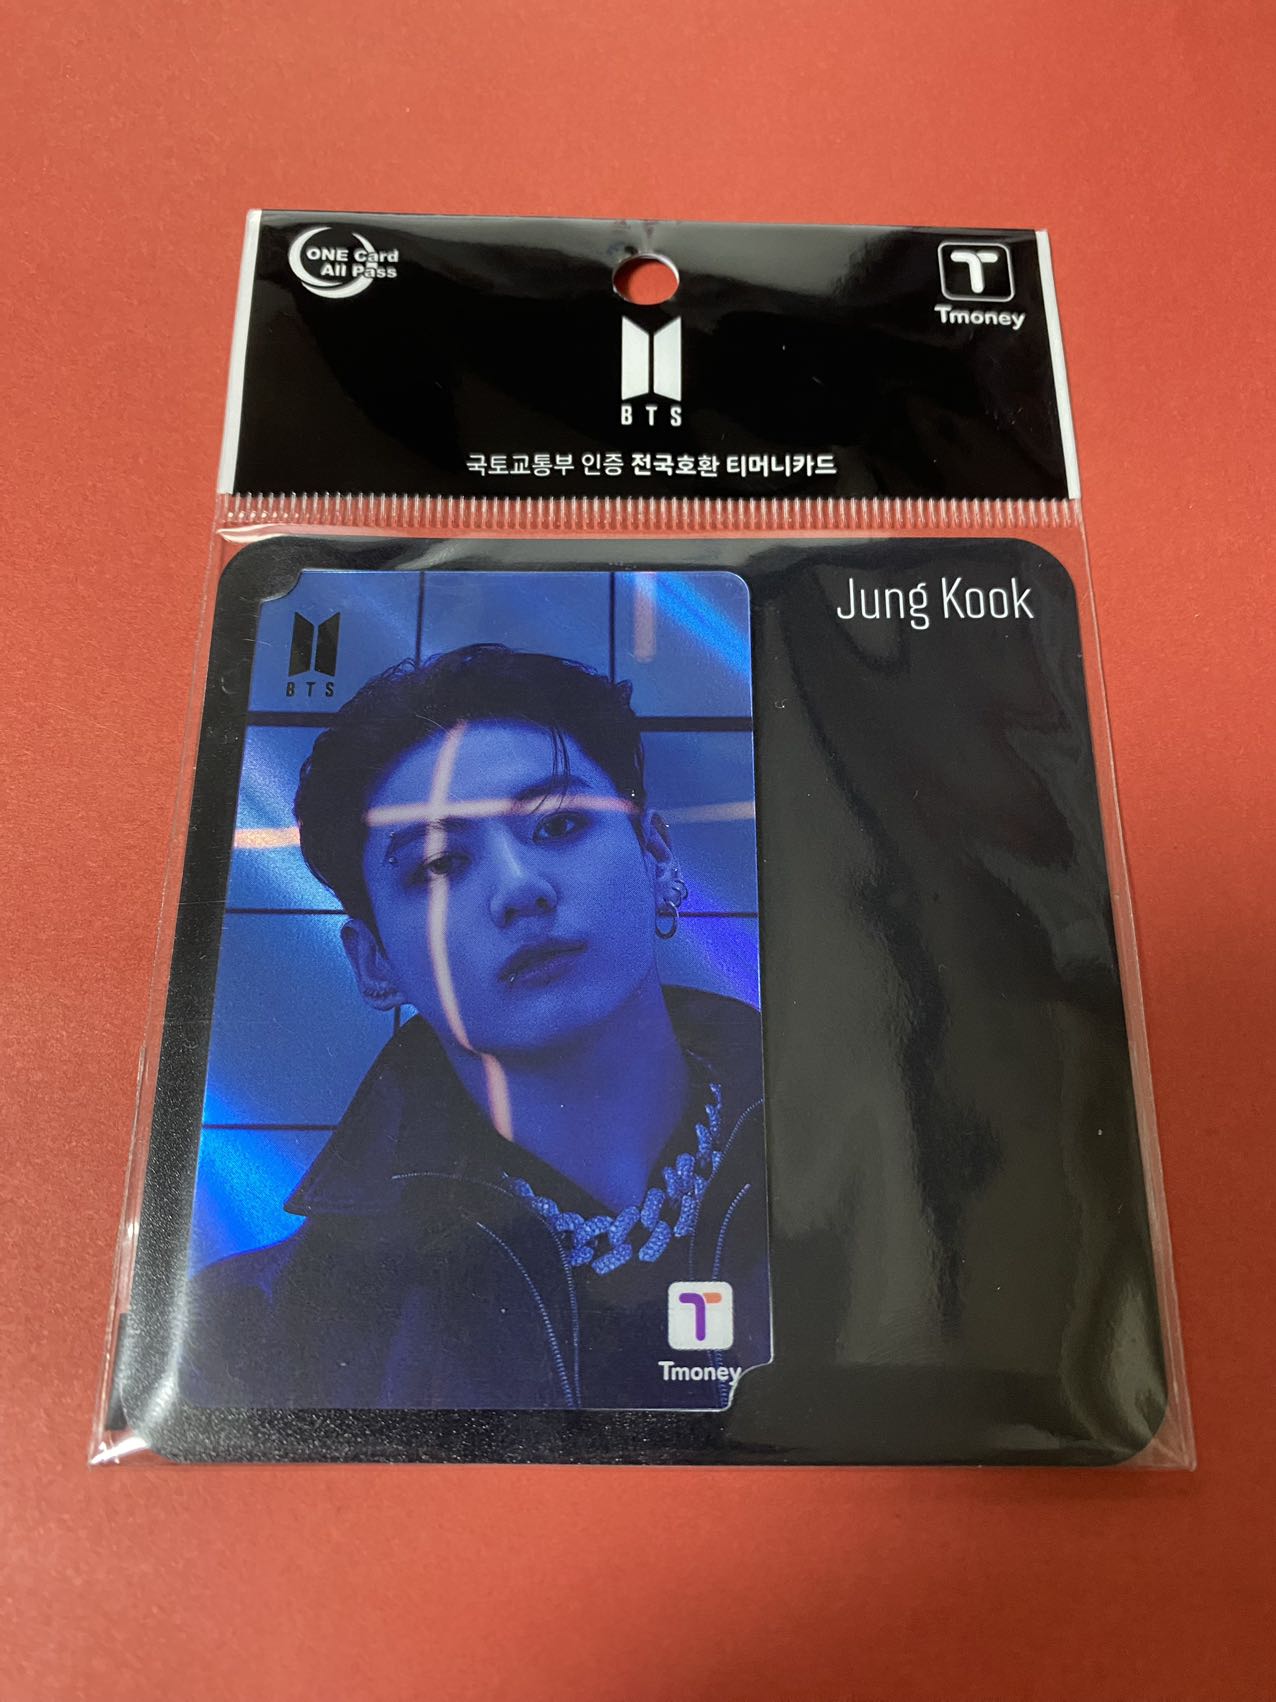 ONE Card
All Pass
Tmoney
BTS
국토교통부 인증 전국호환 티머니카드
Jung Kook
BTS
Tmoney